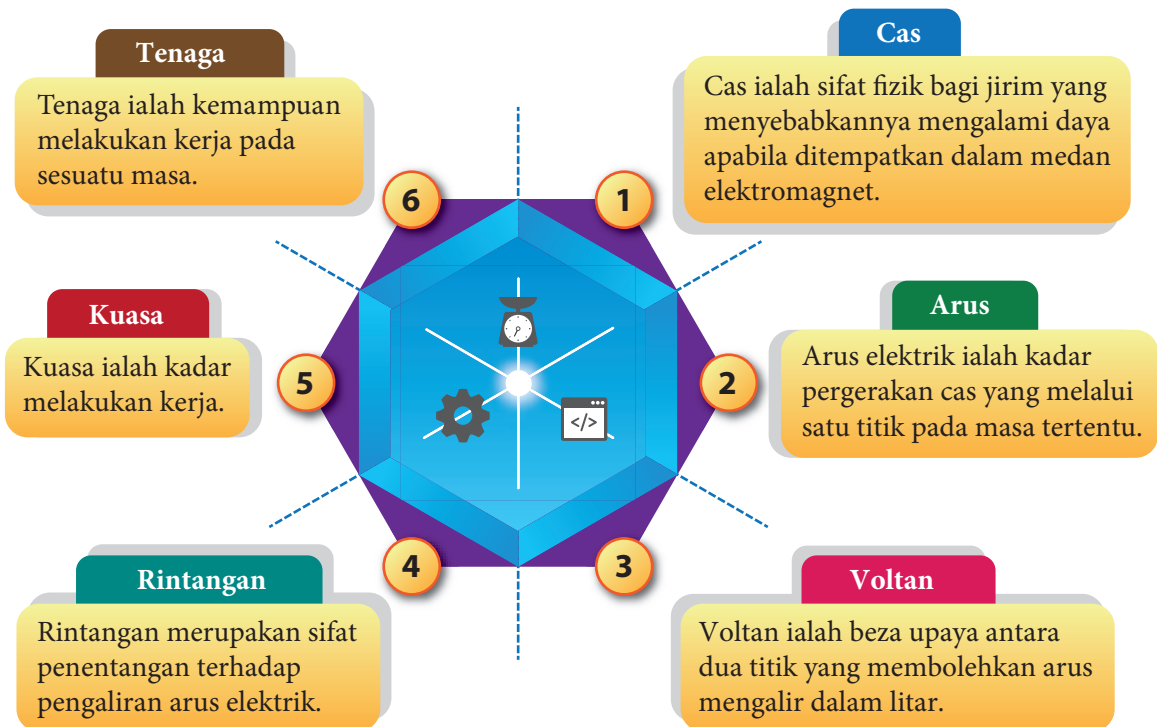 Cas
Cas ialah sifat fizik bagi jirim yang
menyebabkannya mengalami daya
apabila ditempatkan dalam medan
elektromagnet.
1
Arus
Arus elektrik ialah kadar
pergerakan cas yang melalui
satu titik pada masa tertentu.
2
Voltan
Voltan ialah beza upaya antara
dua titik yang membolehkan arus
mengalir dalam litar.
3
Rintangan
Rintangan merupakan sifat
penentangan terhadap
pengaliran arus elektrik.
4
Kuasa
Kuasa ialah kadar
melakukan kerja.
5
Tenaga
Tenaga ialah kemampuan
melakukan kerja pada
sesuatu masa.
6
</>